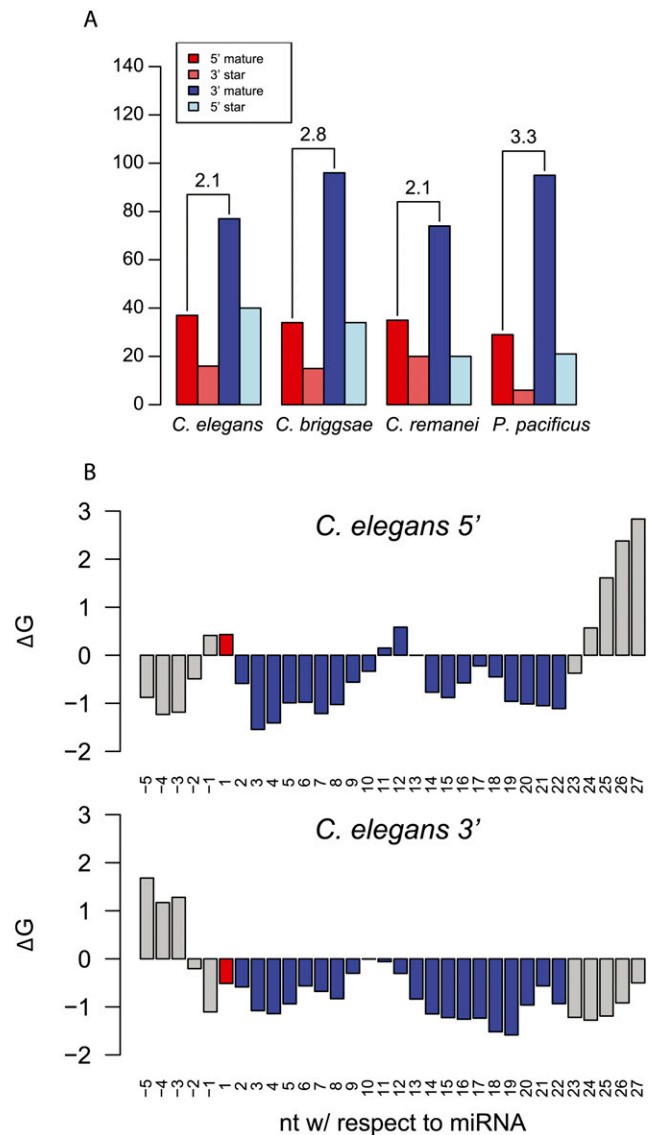 A
5’ mature
3’ star
3’ mature
5’ star
140
120
100
80
60
40
20
0
2.1
2.8
2.1
3.3
C. elegans
C. briggsae
C. remanei
P. pacificus
B
C. elegans 5’
ΔG
3
2
1
0
−1
−2
−5 −4 −3 −2 −1 1 2 3 4 5 6 7 8 9 10 11 12 13 14 15 16 17 18 19 20 21 22 23 24 25 26 27
C. elegans 3’
ΔG
3
2
1
0
−1
−2
−5 −4 −3 −2 −1 1 2 3 4 5 6 7 8 9 10 11 12 13 14 15 16 17 18 19 20 21 22 23 24 25 26 27
nt w/ respect to miRNA